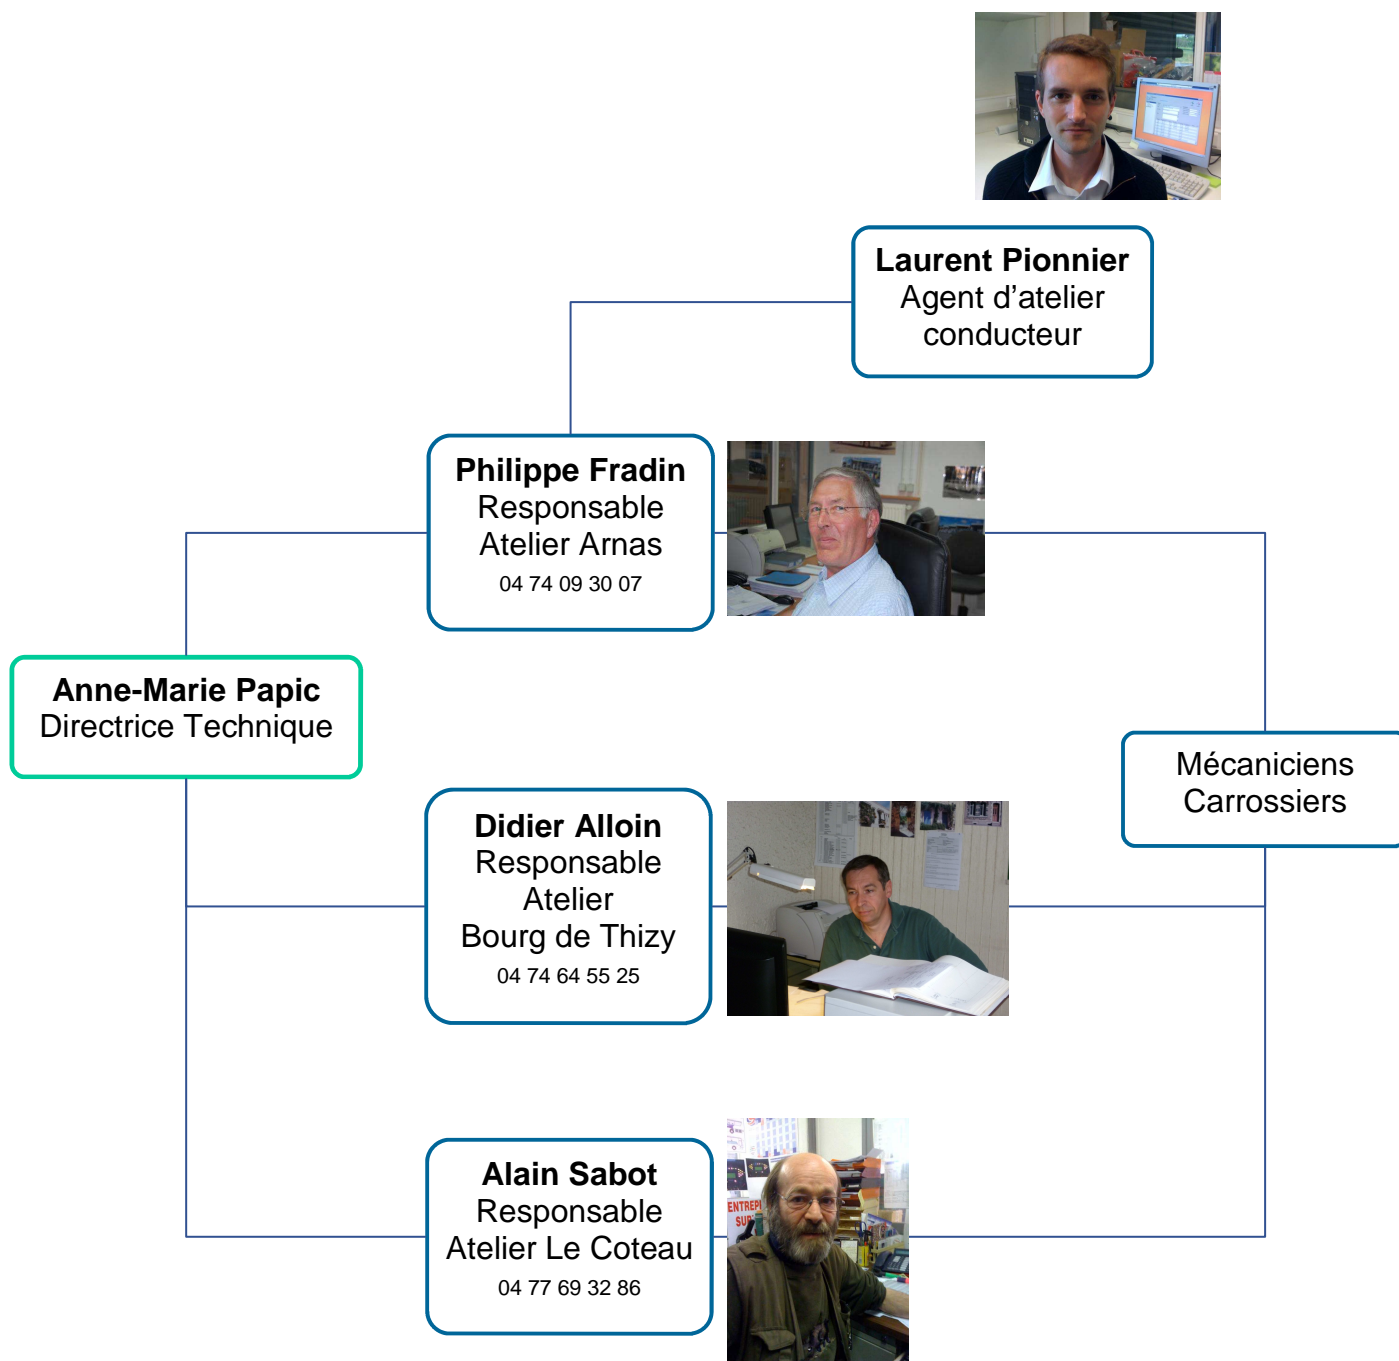 Laurent Pionnier
Agent d’atelier
conducteur
Philippe Fradin
Responsable
Atelier Arnas
04 74 09 30 07
Anne-Marie Papic
Directrice Technique
Mécaniciens
Carrossiers
Didier Alloin
Responsable
Atelier
Bourg de Thizy
04 74 64 55 25
Alain Sabot
Responsable
Atelier Le Coteau
04 77 69 32 86